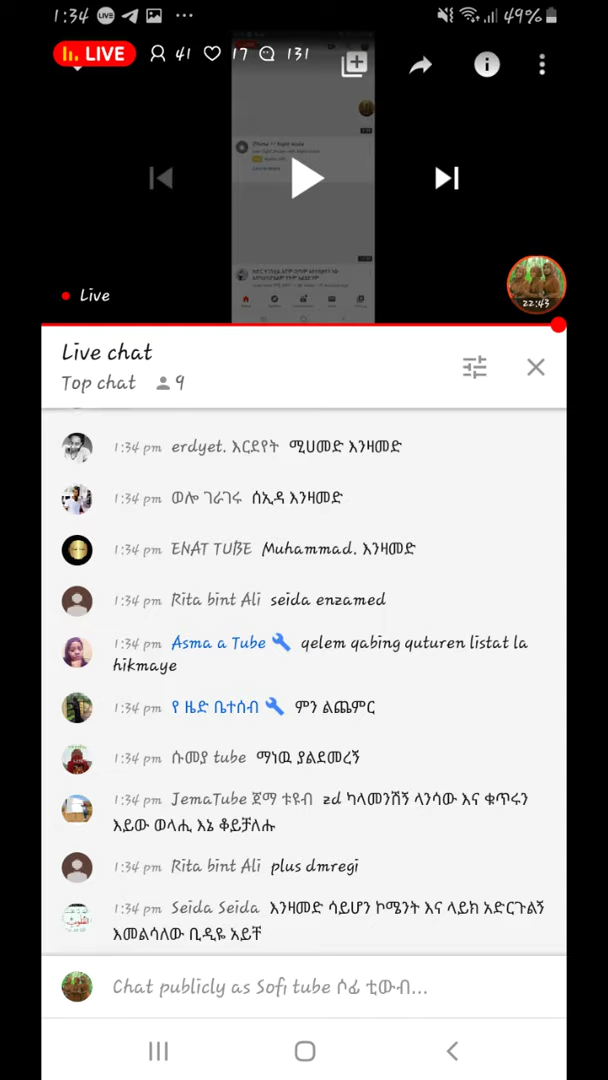 1:34 LIVE ... 49%
LIVE 41 17 131
Live
22:43
Live chat
Top chat 9
1:34 pm erdyet. እርደየት ሚሀመድ እንዛመድ
1:34 pm ወሎ ገራገሩ ሰኢዳ እንዛመድ
1:34 pm ENAT TUBE Muhammad. እንዛመድ
1:34 pm Rita bint Ali seida enzamed
1:34 pm Asma a Tube qelem qabing quturen listat la
hikmaye
1:34 pm የ ዜድ ቤተሰብ ምን ልጨምር
1:34 pm ሱመያ tube ማነዉ ያልደመረኝ
1:34 pm JemaTube ጀማ ቱዩብ zd ካላመንሽኝ ላንሳው እና ቁጥሩን
እይው ወላሒ እኔ ቆይቻለሑ
1:34 pm Rita bint Ali plus dmregi
1:34 pm Seida Seida እንዛመድ ሳይሆን ኮሜንት እና ላይክ አድርጉልኝ
እመልሳለው ቢዲዬ አይቸ
Chat publicly as Sofi tube ሶፊ ቲውብ...